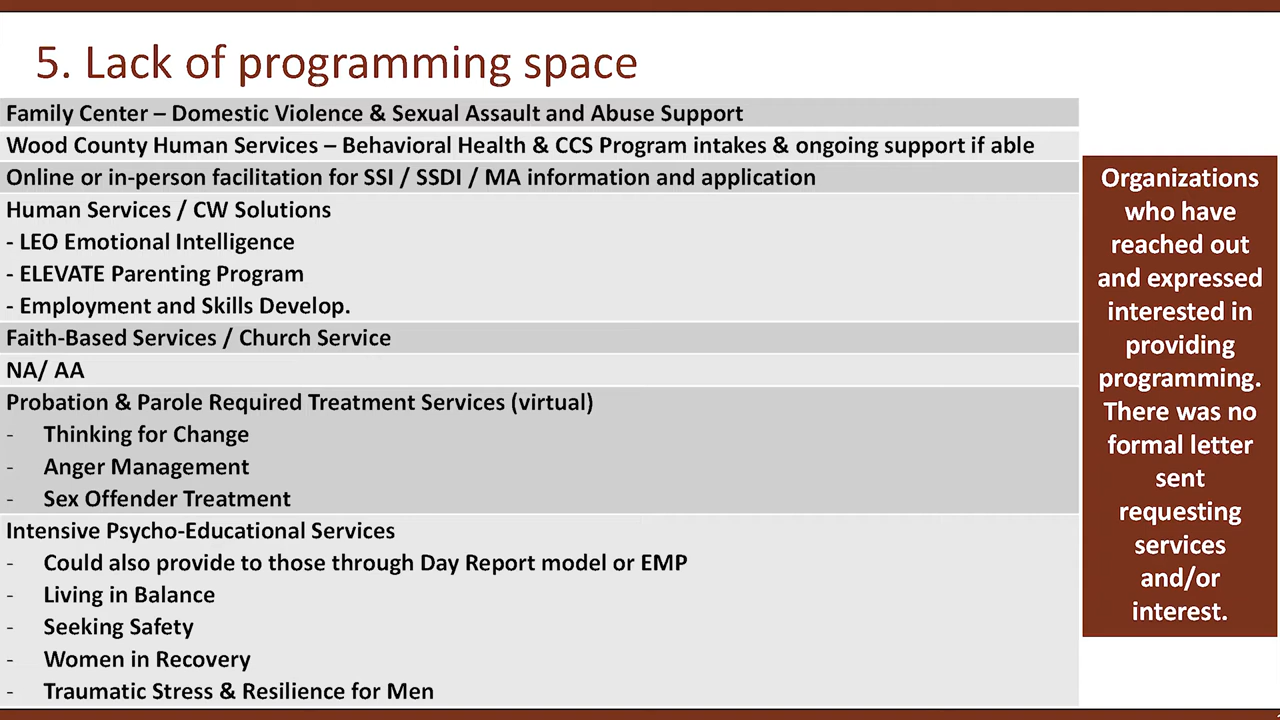 5. Lack of programming space
Family Center – Domestic Violence & Sexual Assault and Abuse Support
Wood County Human Services – Behavioral Health & CCS Program intakes & ongoing support if able
Online or in-person facilitation for SSI / SSDI / MA information and application
Human Services / CW Solutions
- LEO Emotional Intelligence
- ELEVATE Parenting Program
- Employment and Skills Develop.
Faith-Based Services / Church Service
NA/ AA
Probation & Parole Required Treatment Services (virtual)
- Thinking for Change
- Anger Management
- Sex Offender Treatment
Intensive Psycho-Educational Services
- Could also provide to those through Day Report model or EMP
- Living in Balance
- Seeking Safety
- Women in Recovery
- Traumatic Stress & Resilience for Men
Organizations
who have
reached out
and expressed
interested in
providing
programming.
There was no
formal letter
sent
requesting
services
and/or
interest.